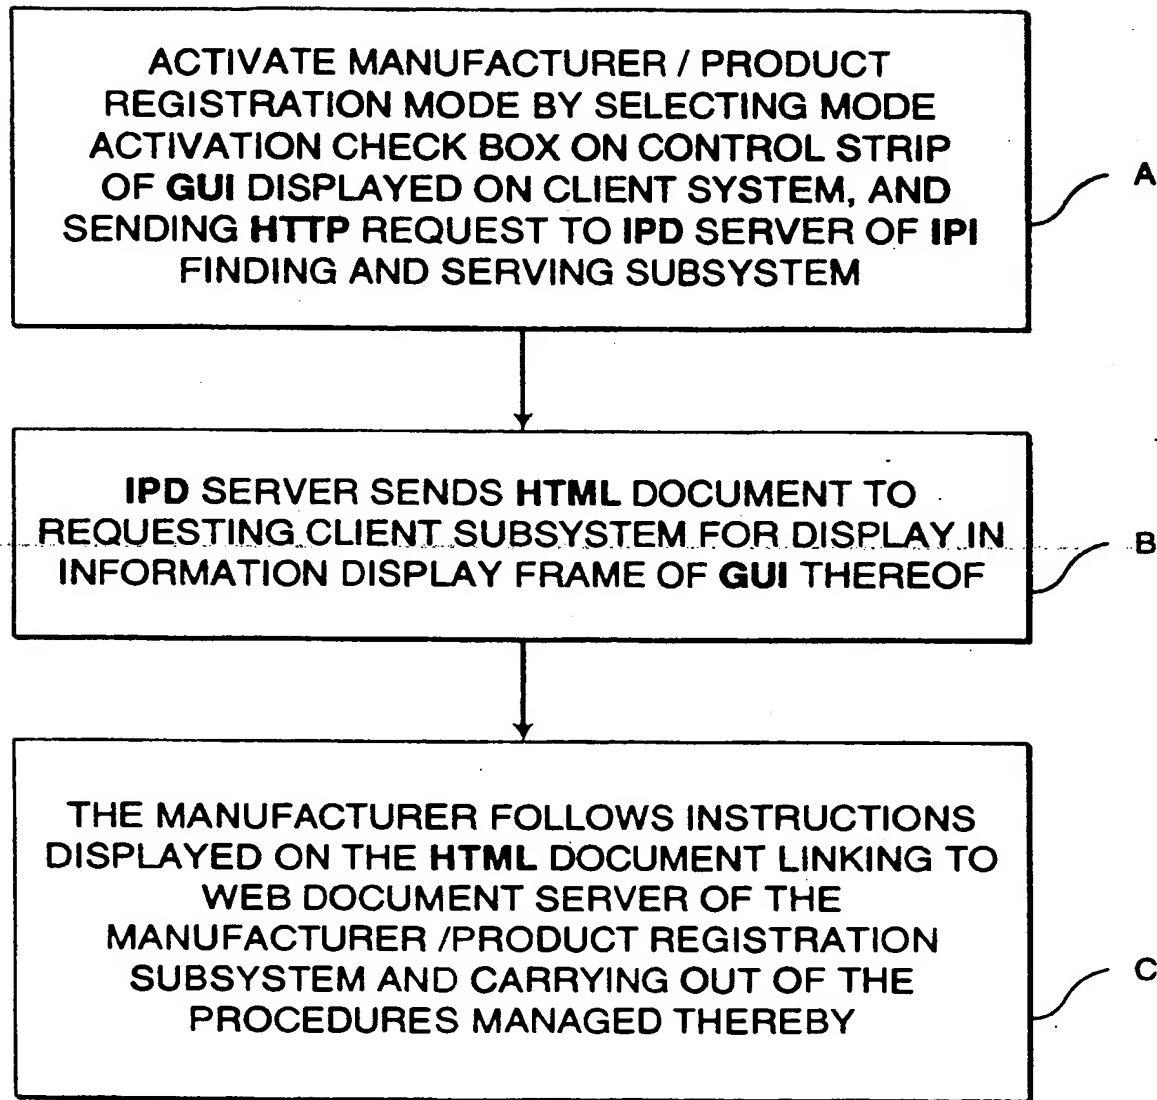 ACTIVATE MANUFACTURER / PRODUCT
REGISTRATION MODE BY SELECTING MODE
ACTIVATION CHECK BOX ON CONTROL STRIP
OF GUI DISPLAYED ON CLIENT SYSTEM, AND
SENDING HTTP REQUEST TO IPD SERVER OF IPI
FINDING AND SERVING SUBSYSTEM
A
IPD SERVER SENDS HTML DOCUMENT TO
REQUESTING CLIENT SUBSYSTEM FOR DISPLAY IN
INFORMATION DISPLAY FRAME OF GUI THEREOF
B
THE MANUFACTURER FOLLOWS INSTRUCTIONS
DISPLAYED ON THE HTML DOCUMENT LINKING TO
WEB DOCUMENT SERVER OF THE
MANUFACTURER /PRODUCT REGISTRATION
SUBSYSTEM AND CARRYING OUT OF THE
PROCEDURES MANAGED THEREBY
C